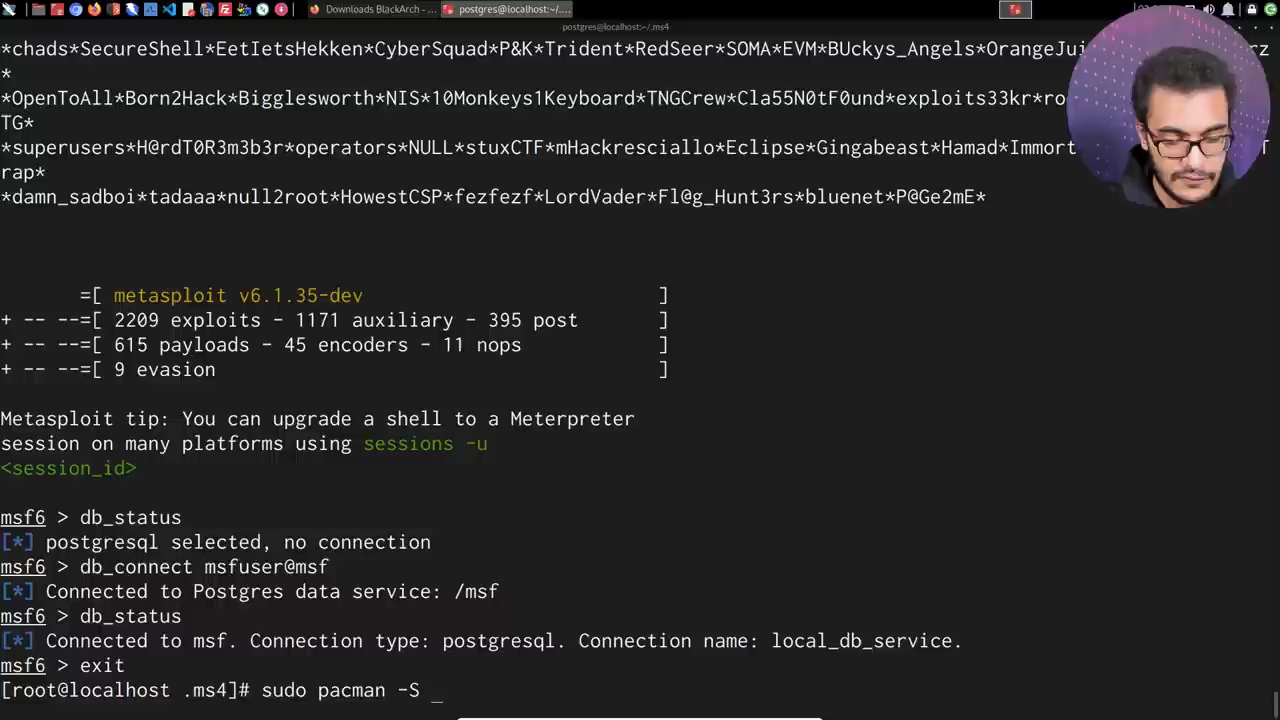 Downloads BlackArch - ...
postgres@localhost:~/....
postgres@localhost:~/.ms4
*chads*SecureShell*EetIetsHekken*CyberSquad*P&K*Trident*RedSeer*SOMA*EVM*BUckys_Angels*OrangeJui
*
*OpenToAll*Born2Hack*Bigglesworth*NIS*10Monkeys1Keyboard*TNGCrew*Cla55N0tF0und*exploits33kr*ro
TG*
*superusers*H@rdT0R3m3b3r*operators*NULL*stuxCTF*mHackresciallo*Eclipse*Gingabeast*Hamad*Immort
rap*
*damn_sadboi*tadaaa*null2root*HowestCSP*fezfezf*LordVader*Fl@g_Hunt3rs*bluenet*P@Ge2mE*
=[ metasploit v6.1.35-dev ]
+ -- --=[ 2209 exploits - 1171 auxiliary - 395 post ]
+ -- --=[ 615 payloads - 45 encoders - 11 nops ]
+ -- --=[ 9 evasion ]
Metasploit tip: You can upgrade a shell to a Meterpreter
session on many platforms using sessions -u
<session_id>
msf6 > db_status
[*] postgresql selected, no connection
msf6 > db_connect msfuser@msf
[*] Connected to Postgres data service: /msf
msf6 > db_status
[*] Connected to msf. Connection type: postgresql. Connection name: local_db_service.
msf6 > exit
[root@localhost .ms4]# sudo pacman -S _